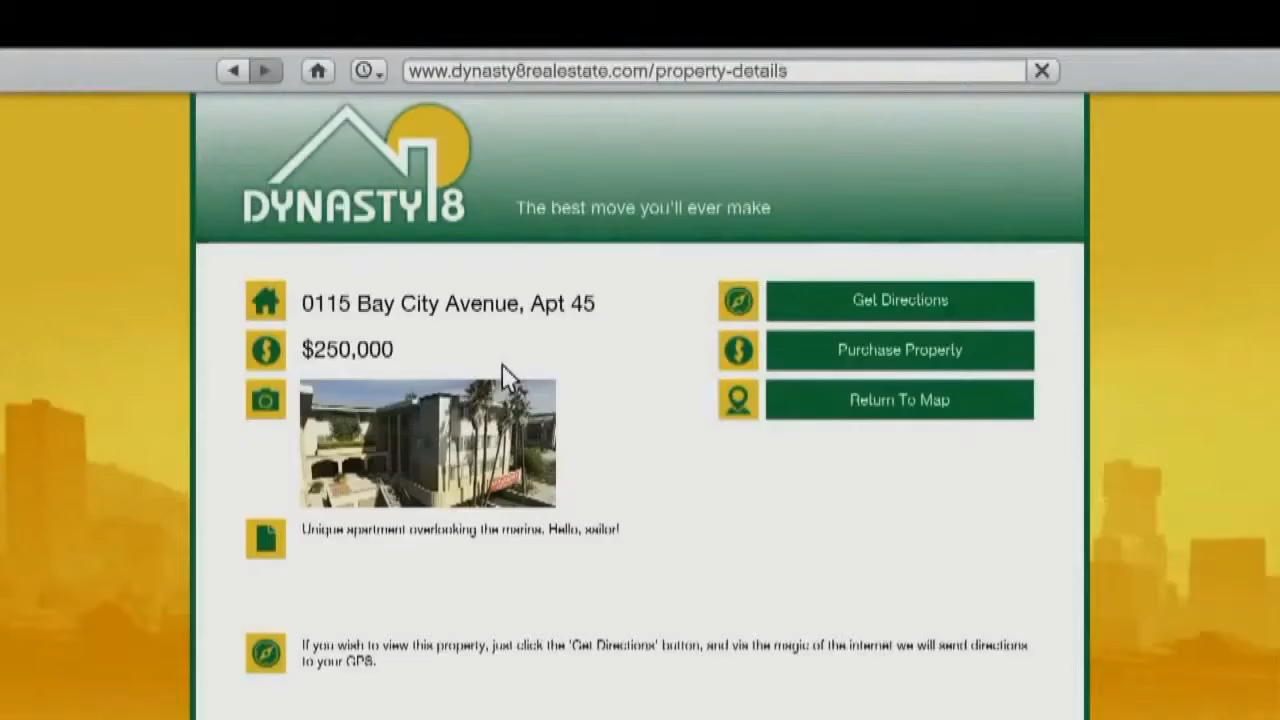 www.dynasty8realestate.com/property-details
DYNASTY 8
The best move you'll ever make
0115 Bay City Avenue, Apt 45
$250,000
Get Directions
Purchase Property
Return To Map
Unique apartment overlooking the marina. Hello, sailor!
If you wish to view this property, just click the 'Get Directions' button, and via the magic of the internet we will send directions
to your GPS.